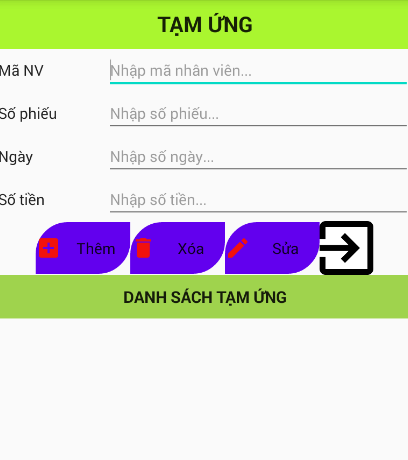 TẠM ỨNG
Mã NV Nhập mã nhân viên...
Số phiếu Nhập số phiếu...
Ngày Nhập số ngày...
Số tiền Nhập số tiền...
Thêm Xóa Sửa
DANH SÁCH TẠM ỨNG